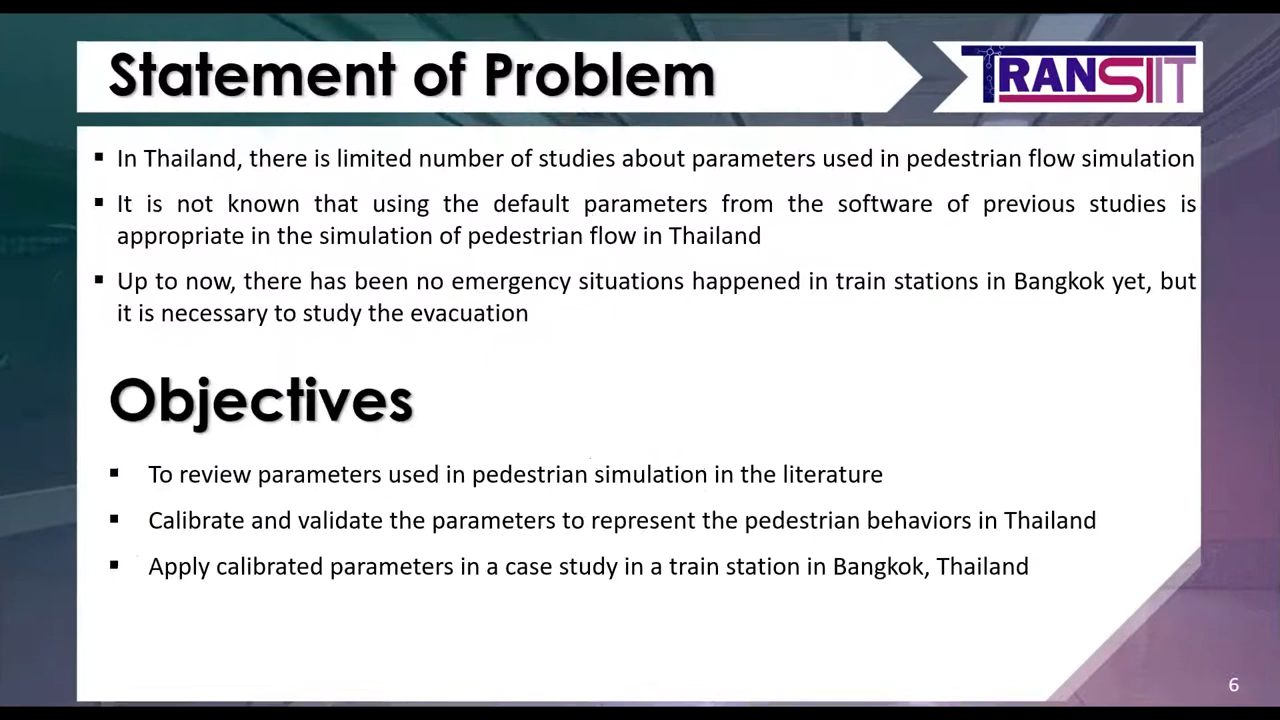 Statement of Problem
TRANSIIT
▪ In Thailand, there is limited number of studies about parameters used in pedestrian flow simulation
▪ It is not known that using the default parameters from the software of previous studies is
appropriate in the simulation of pedestrian flow in Thailand
▪ Up to now, there has been no emergency situations happened in train stations in Bangkok yet, but
it is necessary to study the evacuation
Objectives
▪ To review parameters used in pedestrian simulation in the literature
▪ Calibrate and validate the parameters to represent the pedestrian behaviors in Thailand
▪ Apply calibrated parameters in a case study in a train station in Bangkok, Thailand
6